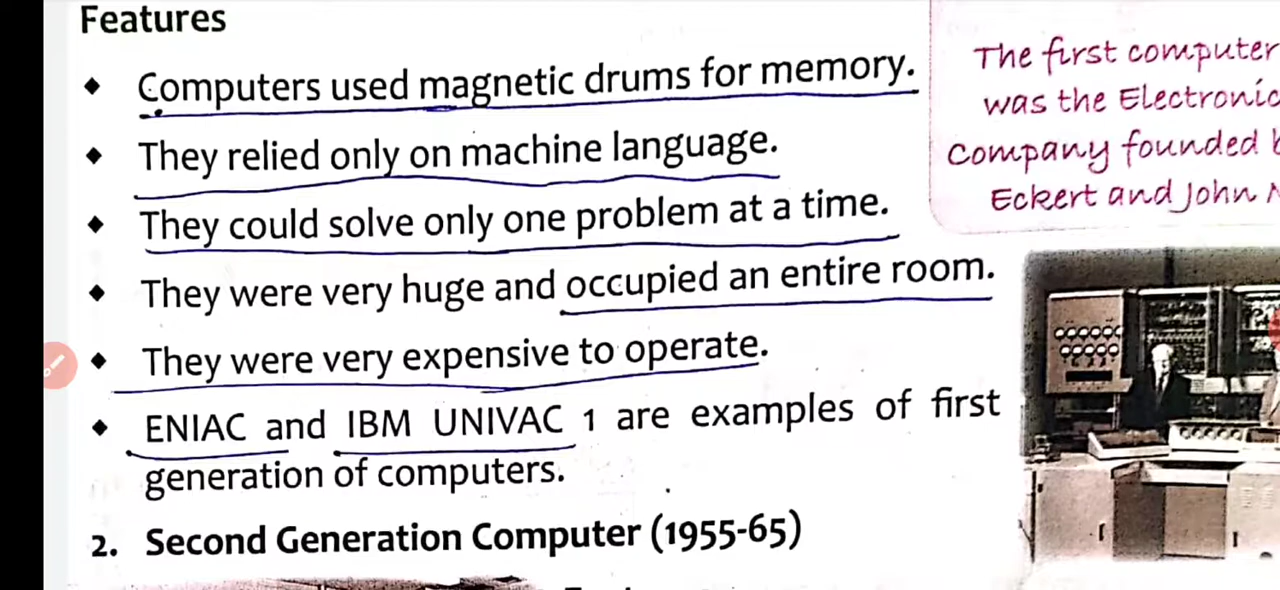 Features
◆ Computers used magnetic drums for memory.
◆ They relied only on machine language.
◆ They could solve only one problem at a time.
◆ They were very huge and occupied an entire room.
◆ They were very expensive to operate.
◆ ENIAC and IBM UNIVAC 1 are examples of first
generation of computers.
2. Second Generation Computer (1955-65)
The first computer
was the Electronic
Company founded
Eckert and John